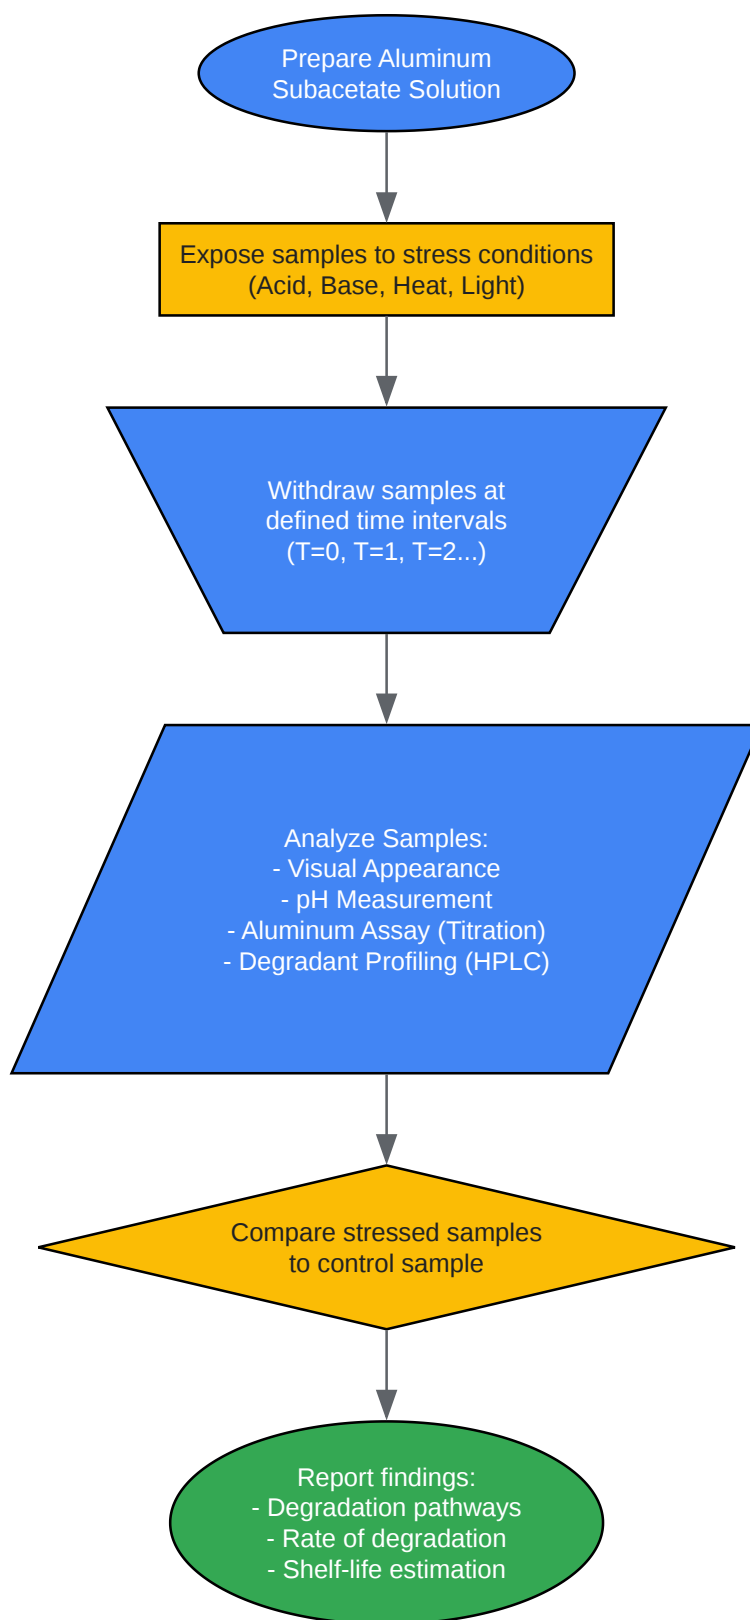 Prepare Aluminum
Subacetate Solution
Expose samples to stress conditions
(Acid, Base, Heat, Light)
Withdraw samples at
defined time intervals
(T=0, T=1, T=2...)
Analyze Samples:
- Visual Appearance
- pH Measurement
- Aluminum Assay (Titration)
- Degradant Profiling (HPLC)
Compare stressed samples
to control sample
Report findings:
- Degradation pathways
- Rate of degradation
- Shelf-life estimation